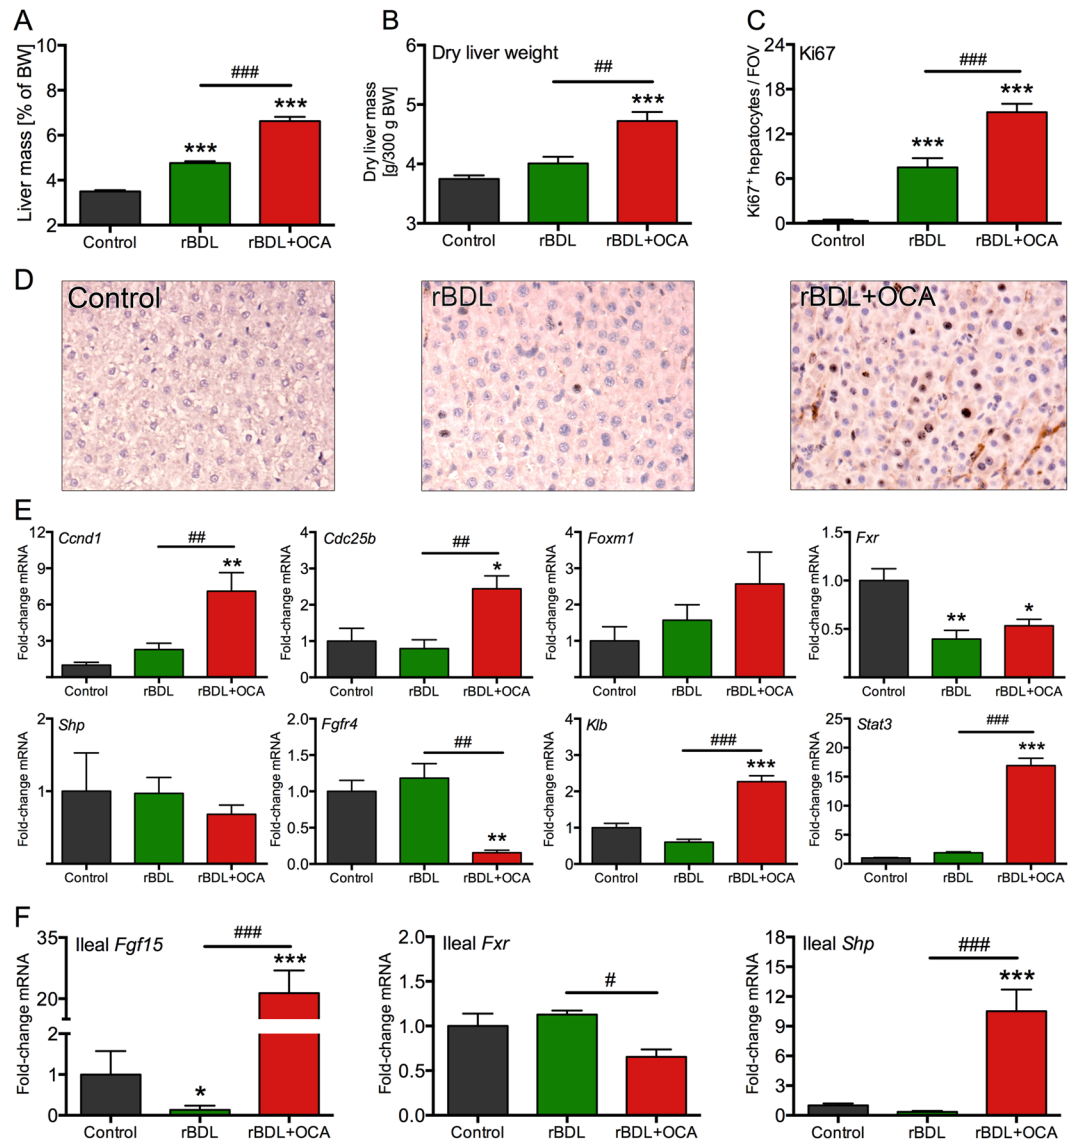 A
Liver mass [% of BW]
10
8
6
4
2
***
###
***
Control
rBDL
rBDL+OCA
B
Dry liver weight
Dry liver mass
[g/300 g BW]
6
5
4
3
##
***
Control
rBDL
rBDL+OCA
C
Ki67
Ki67+ hepatocytes / FOV
24
18
12
6
0
###
***
***
Control
rBDL
rBDL+OCA
D
Control
rBDL
rBDL+OCA
E
Ccnd1
Fold-change mRNA
12
9
6
3
##
**
Control
rBDL
rBDL+OCA
Cdc25b
Fold-change mRNA
4
3
2
1
0
##
*
Control
rBDL
rBDL+OCA
Foxm1
Fold-change mRNA
4
3
2
1
Control
rBDL
rBDL+OCA
Fxr
Fold-change mRNA
1.5
1.0
0.5
0.0
**
*
Control
rBDL
rBDL+OCA
Shp
Fold-change mRNA
2
1
Control
rBDL
rBDL+OCA
Fgfr4
Fold-change mRNA
2.0
1.5
1.0
0.5
0.0
##
**
Control
rBDL
rBDL+OCA
Klb
Fold-change mRNA
4
3
2
1
0
###
***
Control
rBDL
rBDL+OCA
Stat3
Fold-change mRNA
25
20
15
10
5
0
###
***
Control
rBDL
rBDL+OCA
F
Ileal Fgf15
Fold-change mRNA
35
20
2
1
0
*
###
***
Control
rBDL
rBDL+OCA
Ileal Fxr
Fold-change mRNA
2.0
1.5
1.0
0.5
0.0
#
Control
rBDL
rBDL+OCA
Ileal Shp
Fold-change mRNA
18
15
12
9
6
3
0
###
***
Control
rBDL
rBDL+OCA